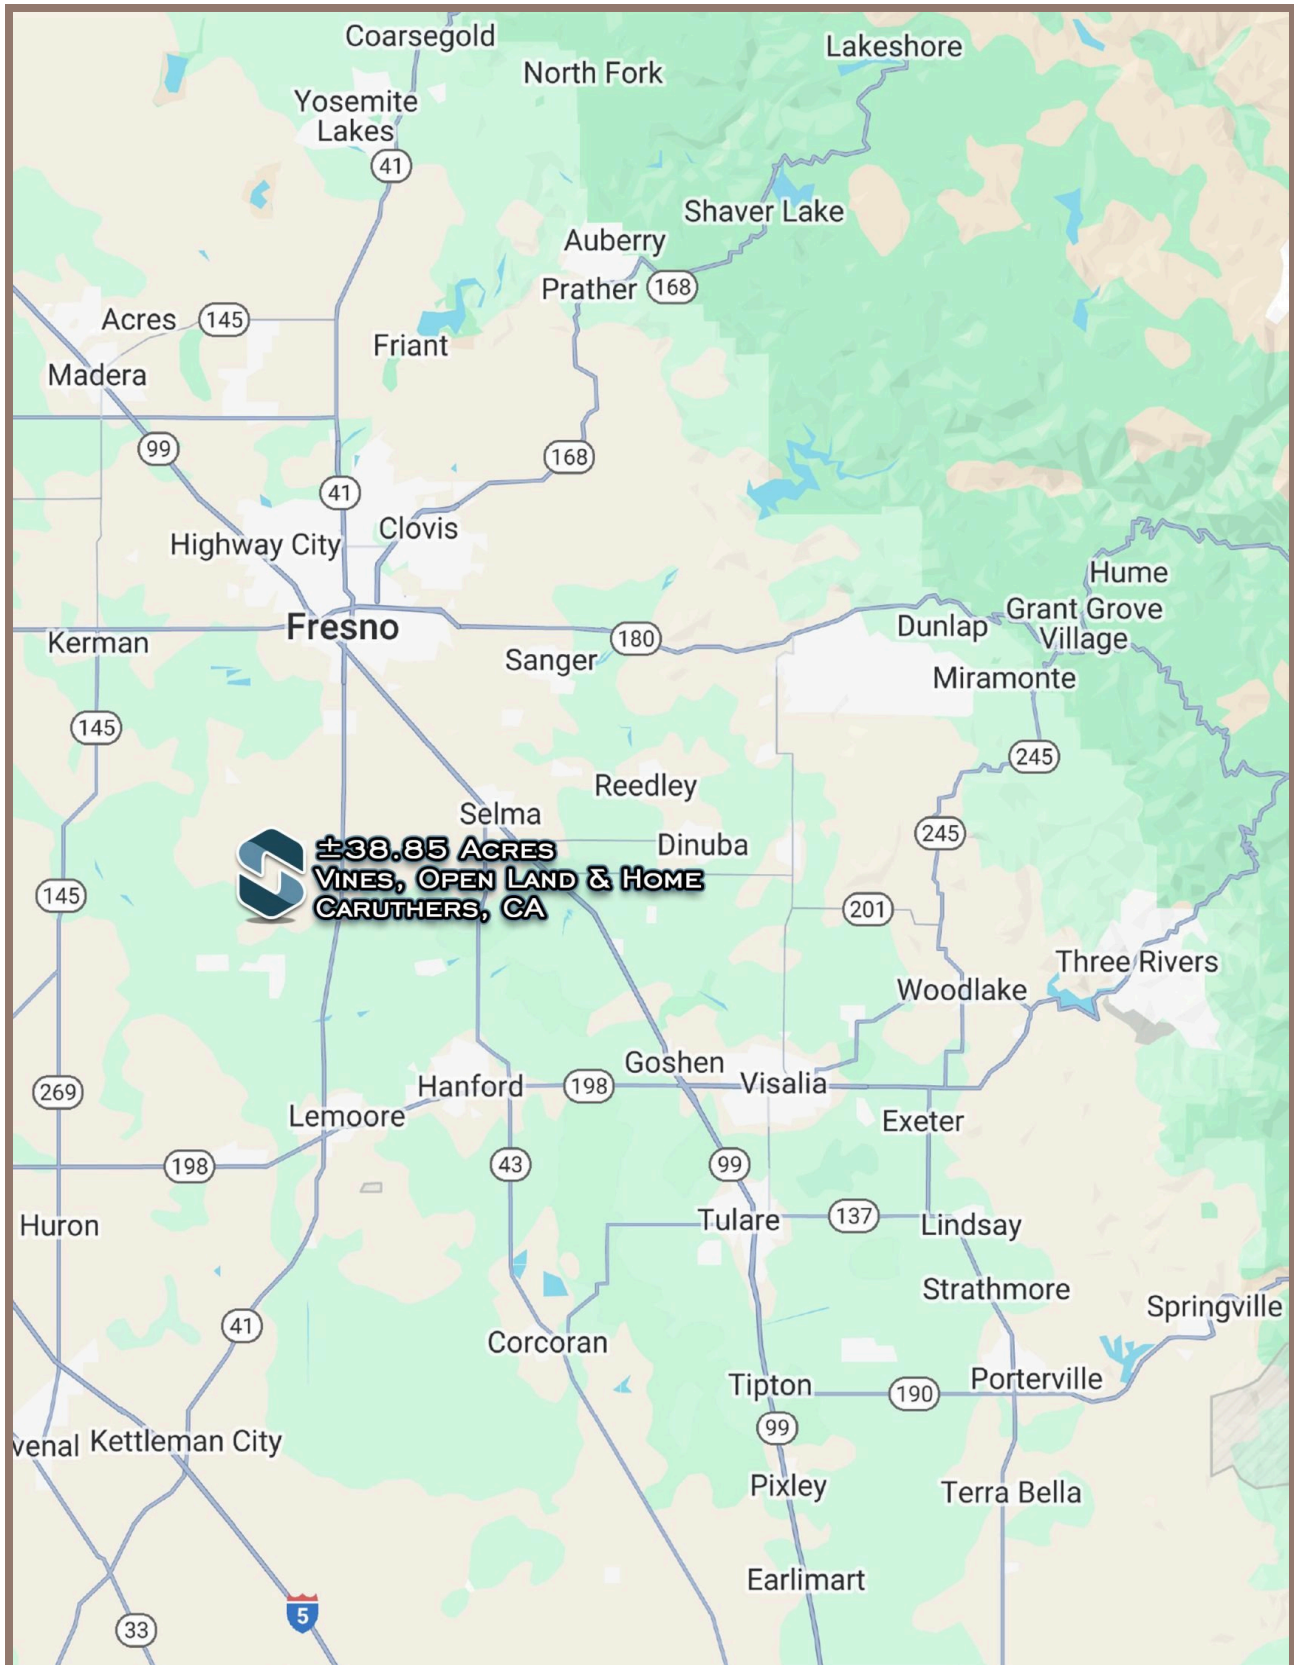 Coarsegold
Lakeshore
North Fork
Yosemite
Lakes
41
Shaver Lake
Auberry
Prather
168
Acres
145
Friant
Madera
99
168
41
Clovis
Highway City
Hume
Grant Grove
Village
Fresno
Dunlap
180
Kerman
Sanger
Miramonte
145
245
Reedley
Selma
245
Dinuba
±38.85 Acres
Vines, Open Land & Home
Caruthers, CA
145
201
Three Rivers
Woodlake
Goshen
Visalia
Hanford
198
269
Lemoore
Exeter
198
43
99
Huron
Tulare
137
Lindsay
Strathmore
Springville
41
Corcoran
Tipton
190
Porterville
99
venal
Kettleman City
Pixley
Terra Bella
Earlimart
5
33